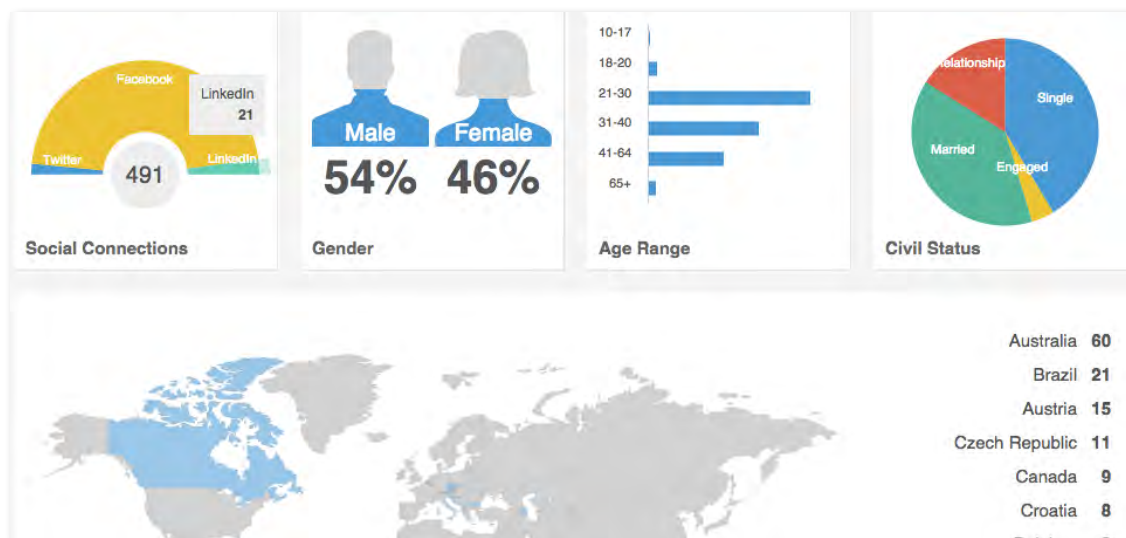 Facebook
LinkedIn
21
Twitter
LinkedIn
491
Social Connections
Male
Female
54%
46%
Gender
10-17
18-20
21-30
31-40
41-64
65+
Age Range
Relationship
Single
Married
Engaged
Civil Status
Australia 60
Brazil 21
Austria 15
Czech Republic 11
Canada 9
Croatia 8